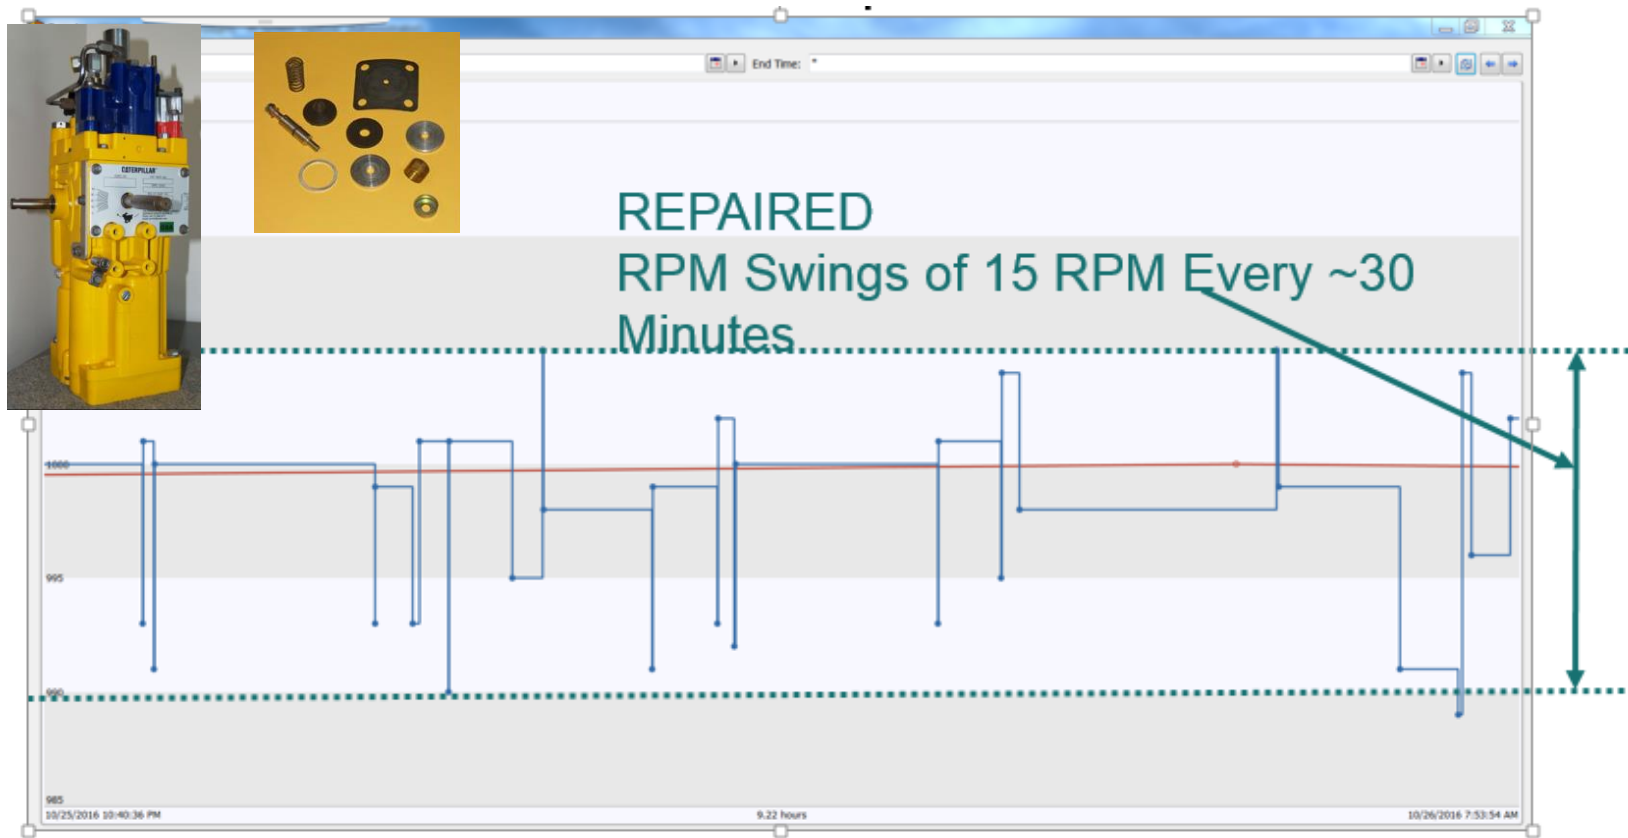 End Time: *
CATERPILLAR
REPAIRED
RPM Swings of 15 RPM Every ~30
Minutes
1000
995
990
985
10/25/2016 10:40:36 PM
9.22 hours
10/26/2016 7:53:54 AM